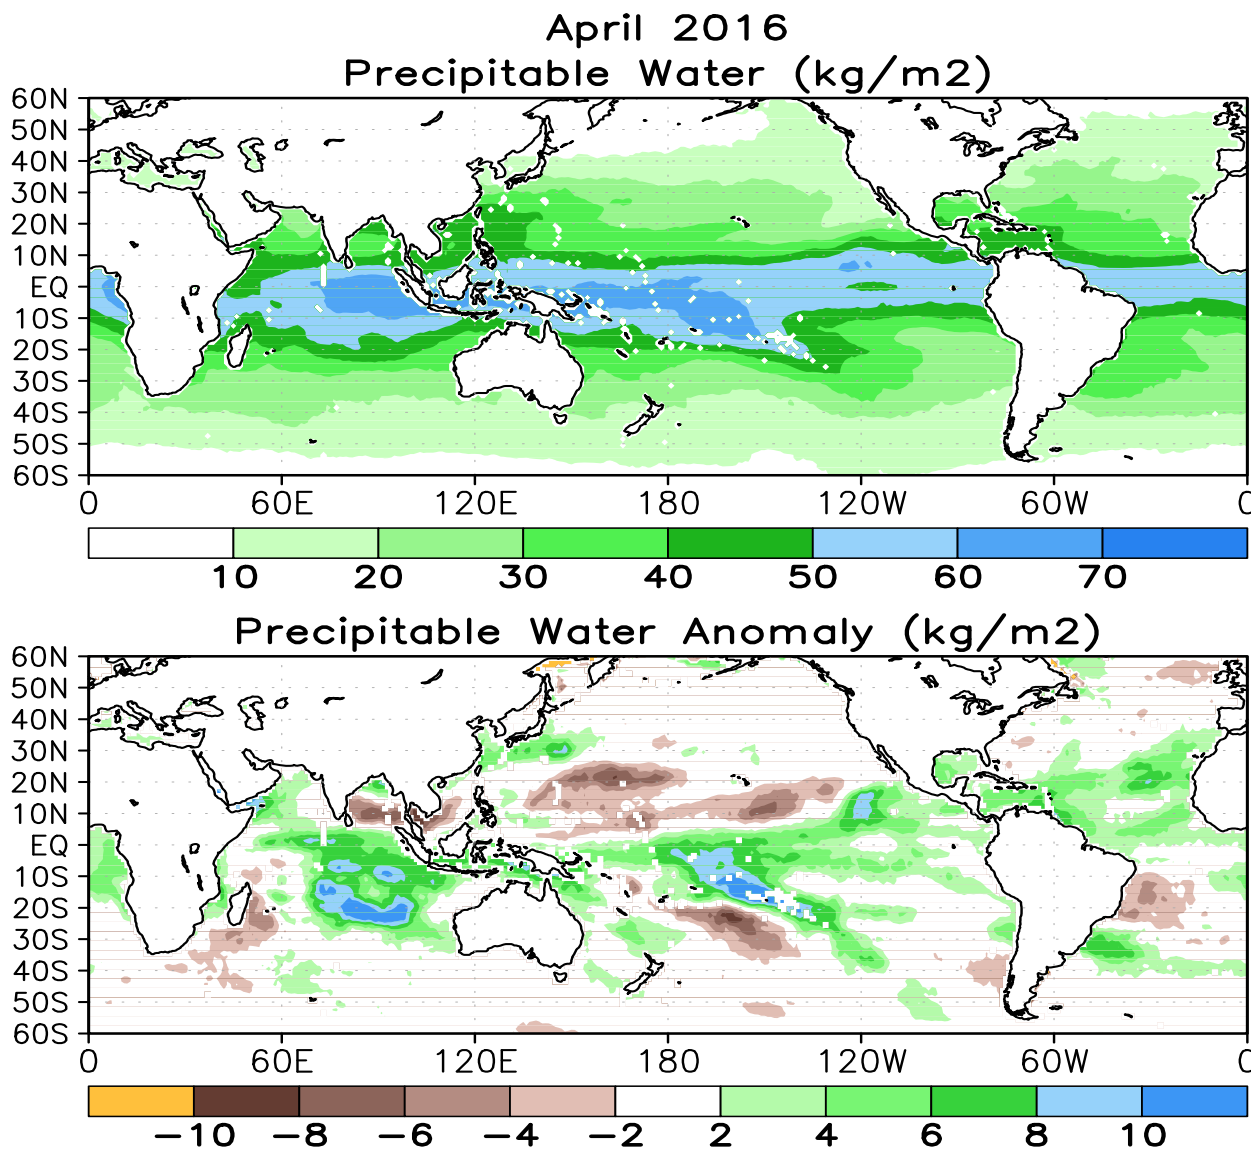 April 2016
Precipitable Water (kg/m2)
60N
50N
40N
30N
20N
10N
EQ
10S
20S
30S
40S
50S
60S
0 60E 120E 180 120W 60W 0
10 20 30 40 50 60 70
Precipitable Water Anomaly (kg/m2)
60N
50N
40N
30N
20N
10N
EQ
10S
20S
30S
40S
50S
60S
0 60E 120E 180 120W 60W 0
−10 −8 −6 −4 −2 2 4 6 8 10